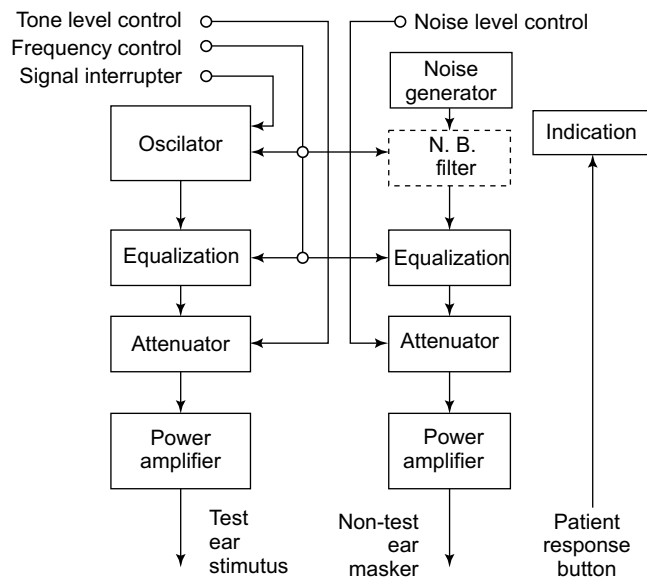 Tone level control
Frequency control
Signal interrupter
Noise level control
Noise
generator
Oscilator
N. B.
filter
Indication
Equalization
Equalization
Attenuator
Attenuator
Power
amplifier
Power
amplifier
Test
ear
stimutus
Non-test
ear
masker
Patient
response
button